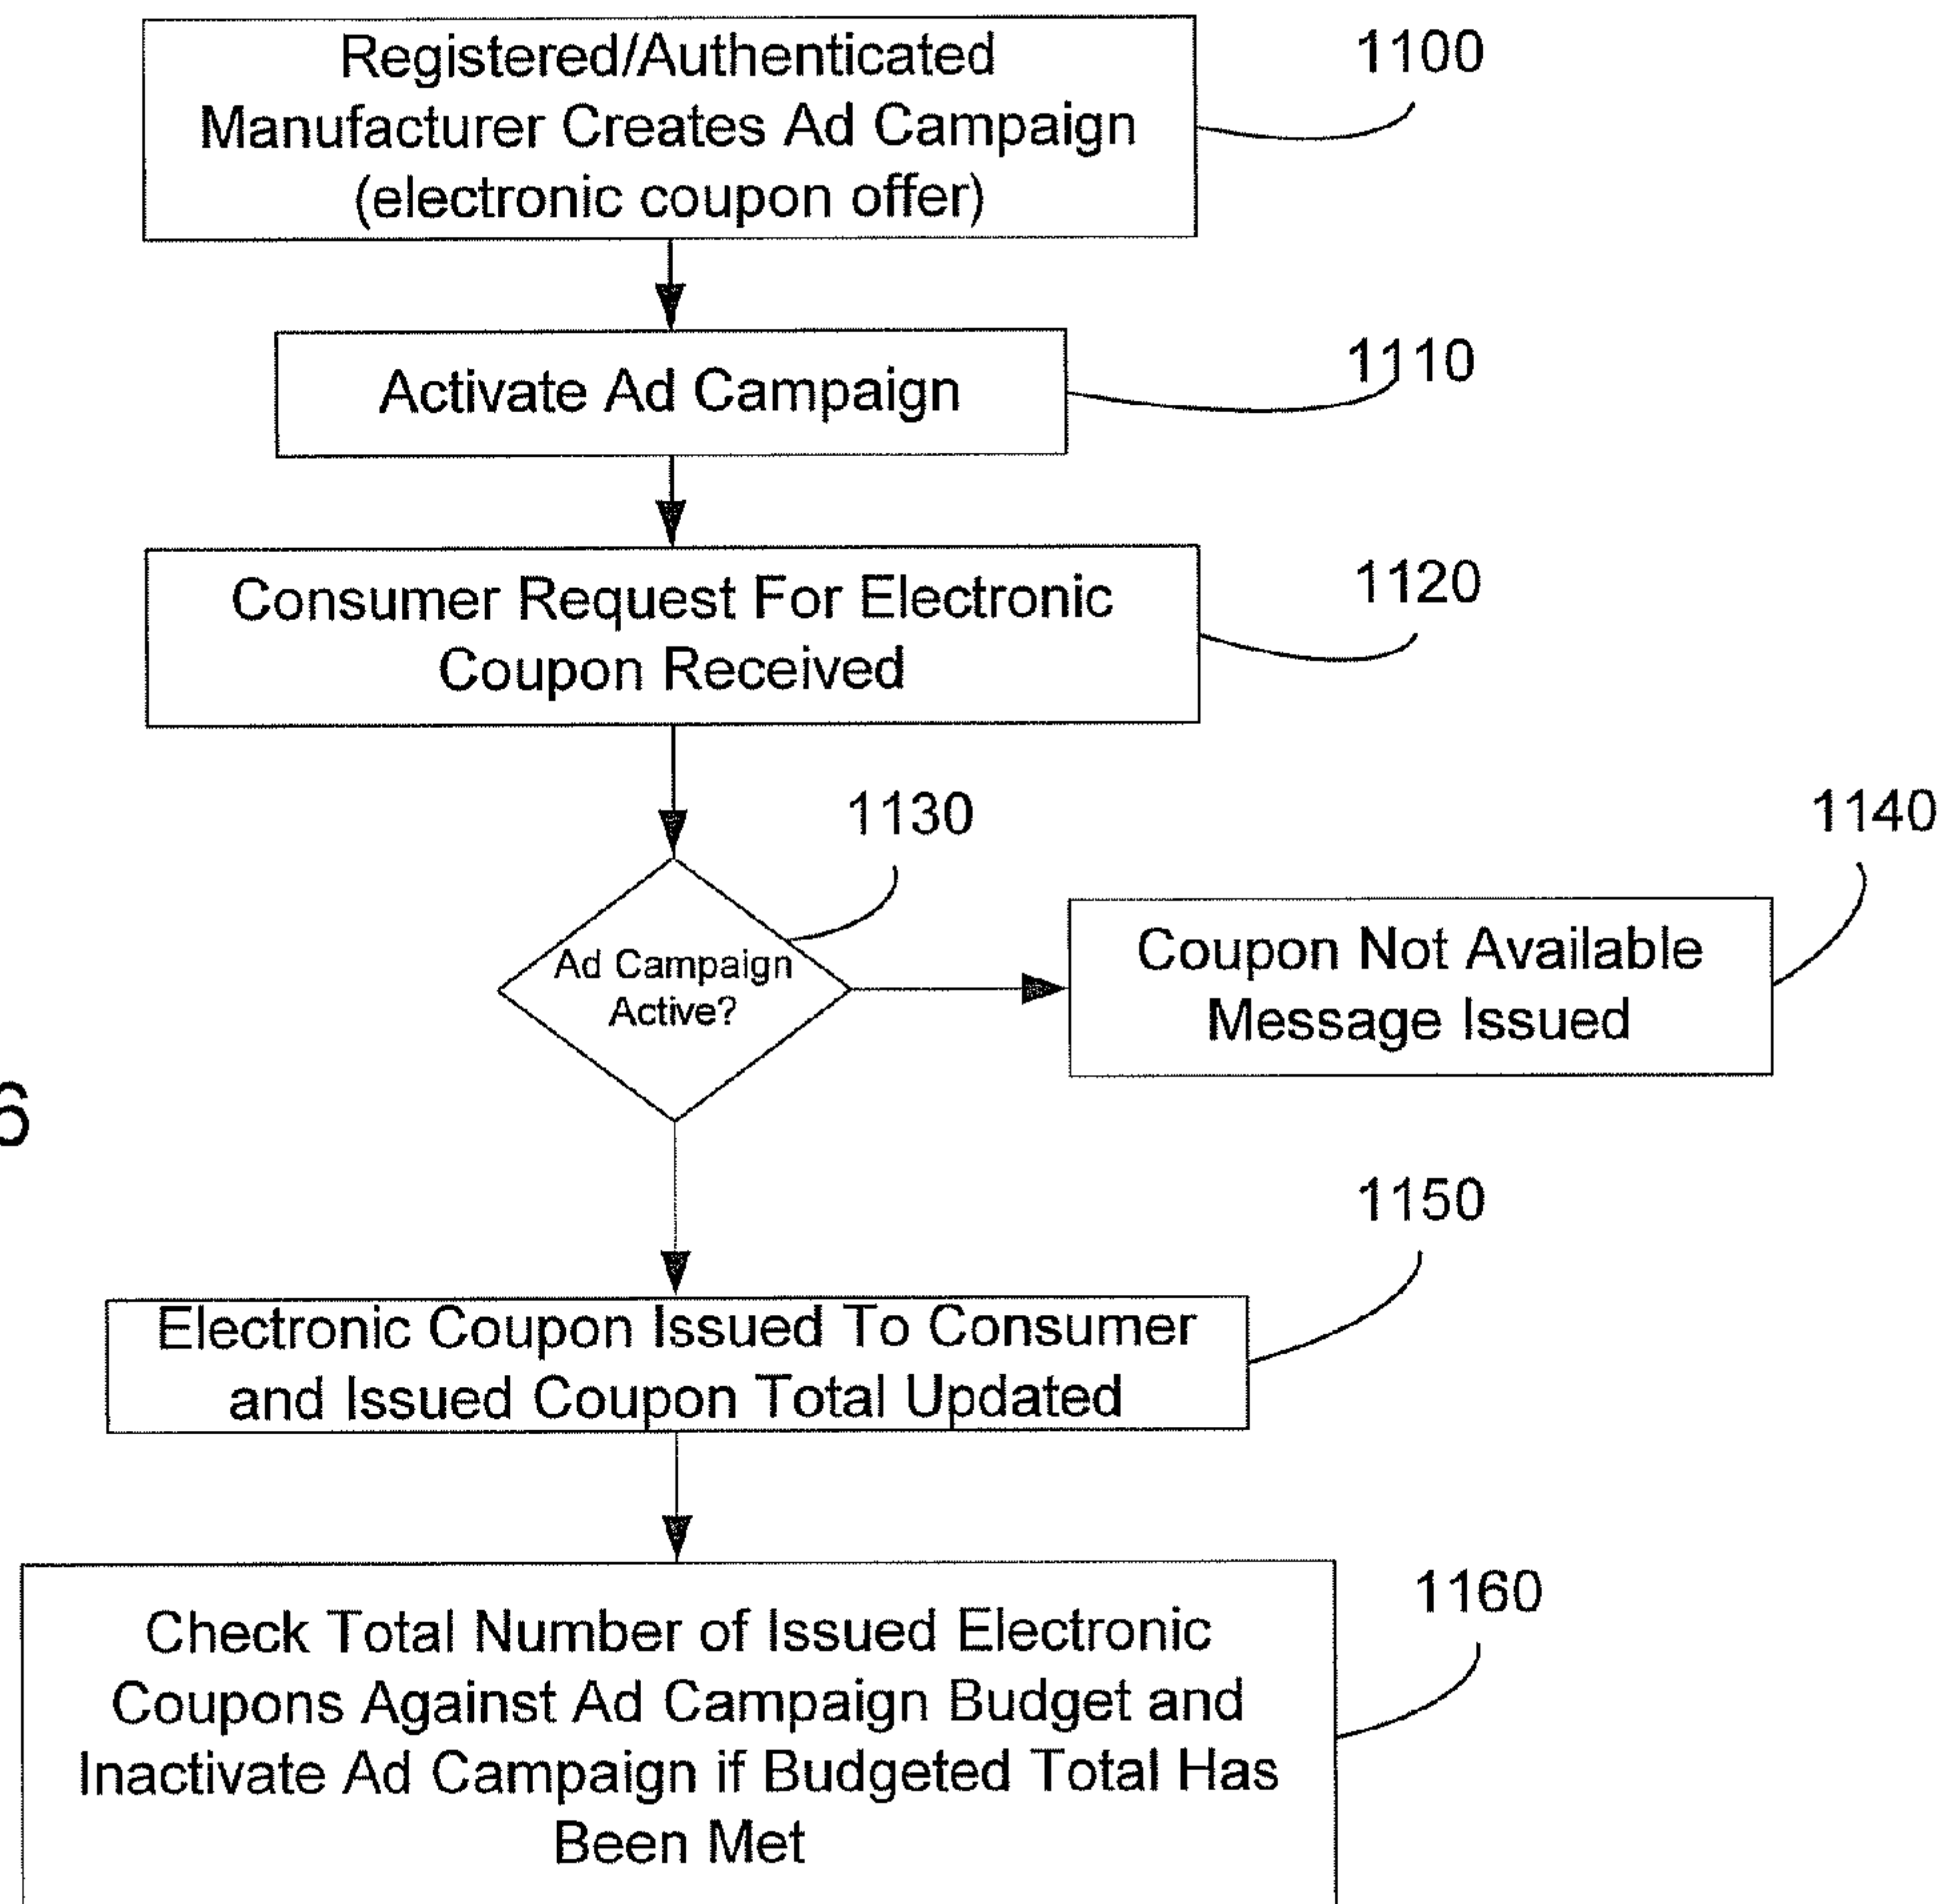 Registered/Authenticated
Manufacturer Creates Ad Campaign
(electronic coupon offer)
1100
Activate Ad Campaign
1110
Consumer Request For Electronic
Coupon Received
1120
1130
1140
Ad Campaign
Active?
Coupon Not Available
Message Issued
6
1150
Electronic Coupon Issued To Consumer
and Issued Coupon Total Updated
1160
Check Total Number of Issued Electronic
Coupons Against Ad Campaign Budget and
Inactivate Ad Campaign if Budgeted Total Has
Been Met